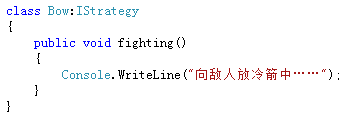 class Bow:IStrategy
{
    public void fighting()
    {
        Console.WriteLine("向敌人放冷箭中……");
    }
}